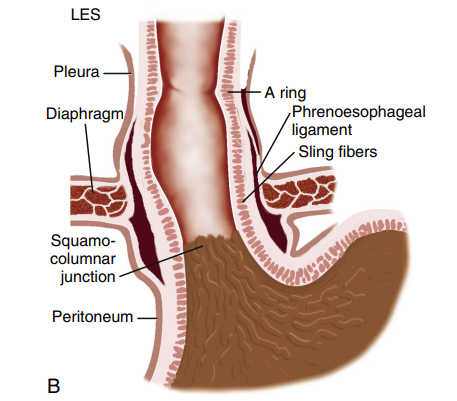 LES
Pleura
A ring
Diaphragm
Phrenoesophageal
ligament
Sling fibers
Squamo-
columnar
junction
Peritoneum
B